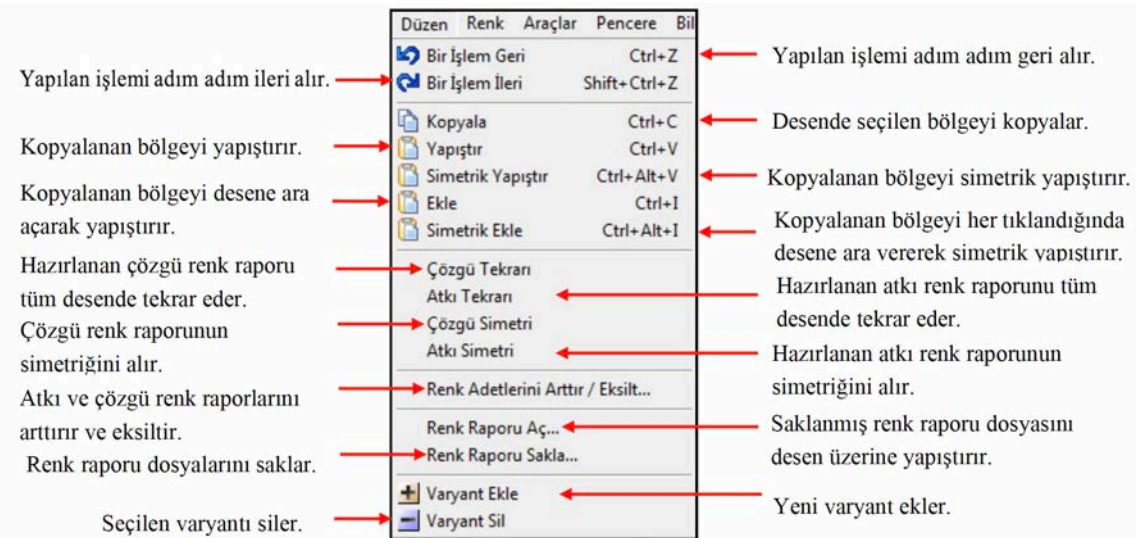 Düzen Renk Araçlar Pencere Bil
Bir İşlem Geri Ctrl+Z
Yapılan işlemi adım adım geri alır.
Yapılan işlemi adım adım ileri alır.
Bir İşlem İleri Shift+Ctrl+Z
Kopyala Ctrl+C
Desende seçilen bölgeyi kopyalar.
Kopyalanan bölgeyi yapıştırır.
Yapıştır Ctrl+V
Simetrik Yapıştır Ctrl+Alt+V
Kopyalanan bölgeyi simetrik yapıştırır.
Kopyalanan bölgeyi desene ara
açarak yapıştırır.
Ekle Ctrl+I
Simetrik Ekle Ctrl+Alt+I
Kopyalanan bölgeyi her tıklandığında
desene ara vererek simetrik yapıştırır.
Hazırlanan çözgü renk raporu
tüm desende tekrar eder.
Çözgü Tekrarı
Atkı Tekrarı
Hazırlanan atkı renk raporunu tüm
desende tekrar eder.
Çözgü renk raporunun
simetriğini alır.
Çözgü Simetri
Atkı Simetri
Hazırlanan atkı renk raporunun
simetriğini alır.
Atkı ve çözgü renk raporlarını
arttırır ve eksiltir.
Renk Adetlerini Arttır / Eksilt...
Renk Raporu Aç...
Saklanmış renk raporu dosyasını
desen üzerine yapıştırır.
Renk raporu dosyalarını saklar.
Renk Raporu Sakla...
Varyant Ekle
Yeni varyant ekler.
Seçilen varyantı siler.
Varyant Sil